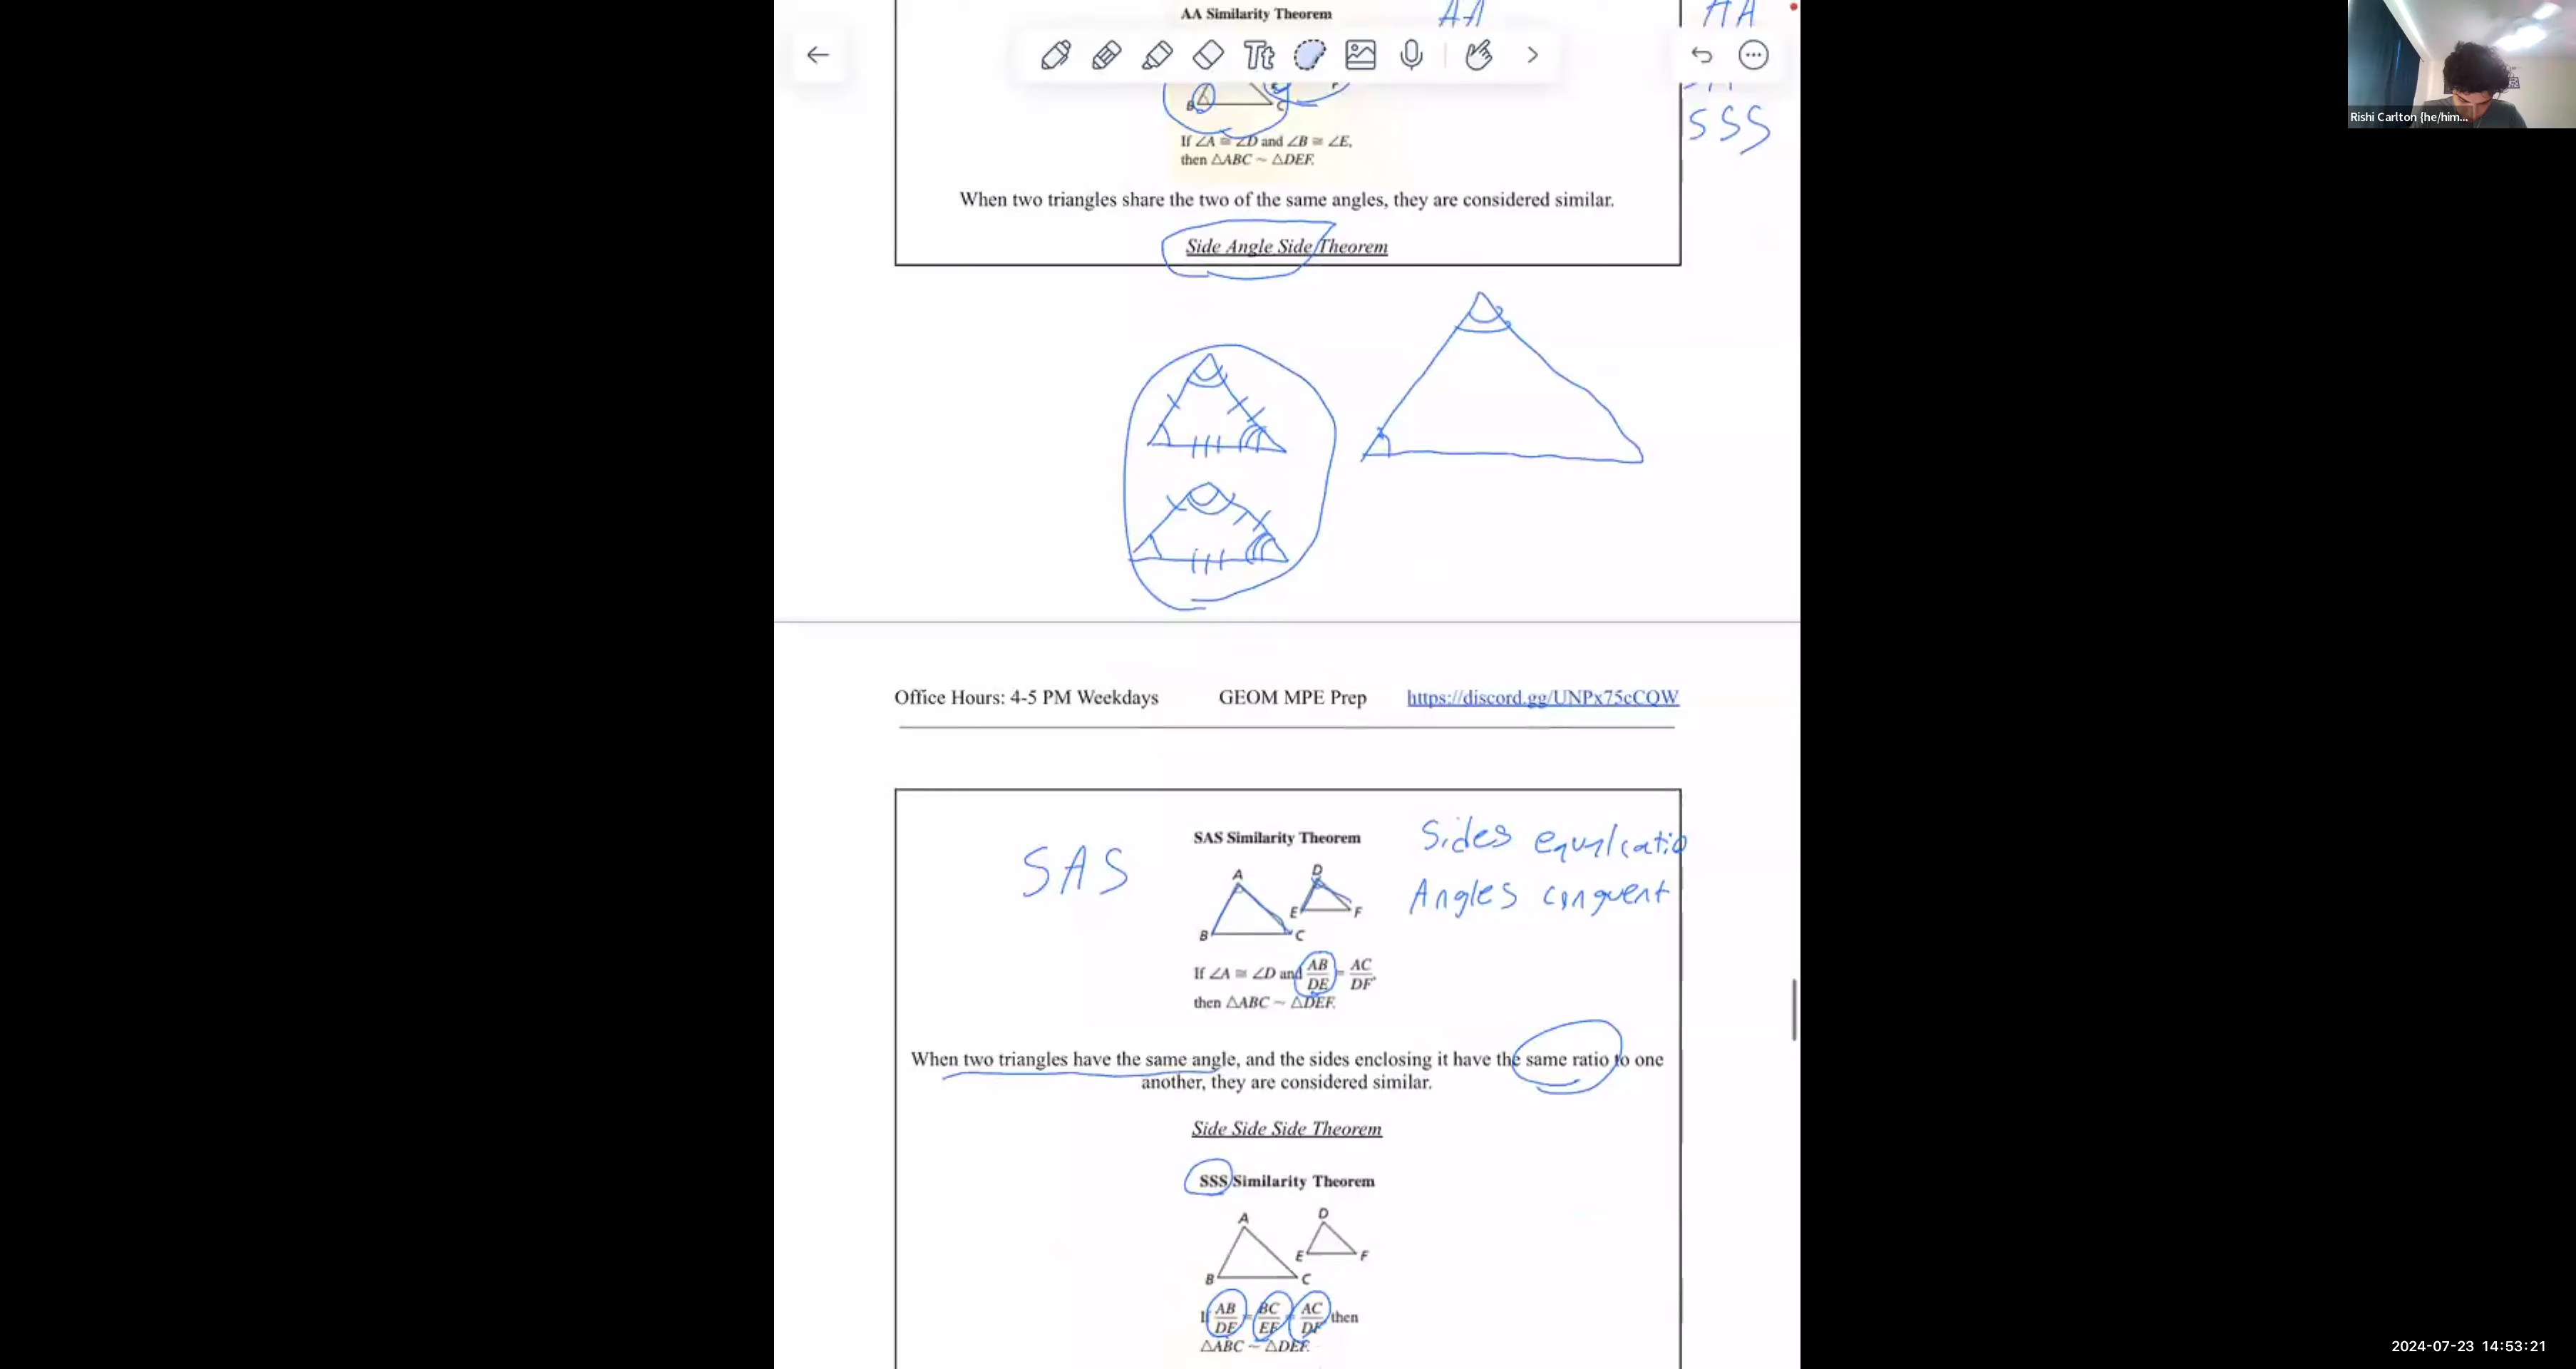 AA Similarity Theorem
AA
AA
SSS
B
C
If ∠A ≅ ∠D and ∠B ≅ ∠E,
then △ABC ~ △DEF.
When two triangles share the two of the same angles, they are considered similar.
Side Angle Side Theorem
Office Hours: 4-5 PM Weekdays GEOM MPE Prep https://discord.gg/UNPx75cCQW
SAS Similarity Theorem
SAS
Sides equal ratio
Angles conguent
A
D
E
F
B
C
If ∠A ≅ ∠D and AB/DE = AC/DF,
then △ABC ~ △DEF.
When two triangles have the same angle, and the sides enclosing it have the same ratio to one
another, they are considered similar.
Side Side Side Theorem
SSS Similarity Theorem
A
D
E
F
B
C
If AB/DE = BC/EF = AC/DF then
△ABC ~ △DEF.
Tt
Rishi Carlton {he/him...
2024-07-23 14:53:21